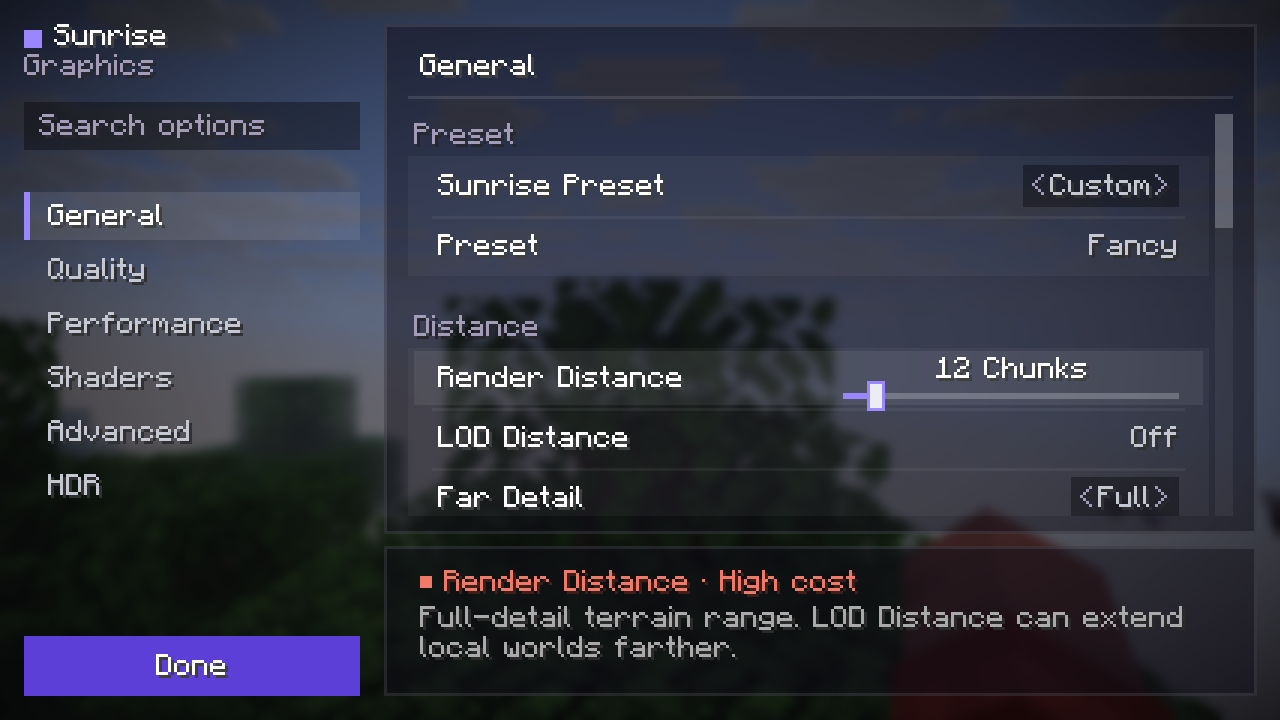 Sunrise
Graphics
Search options
General
Quality
Performance
Shaders
Advanced
HDR
Done
General
Preset
Sunrise Preset <Custom>
Preset Fancy
Distance
Render Distance 12 Chunks
LOD Distance Off
Far Detail <Full>
Render Distance · High cost
Full-detail terrain range. LOD Distance can extend
local worlds farther.